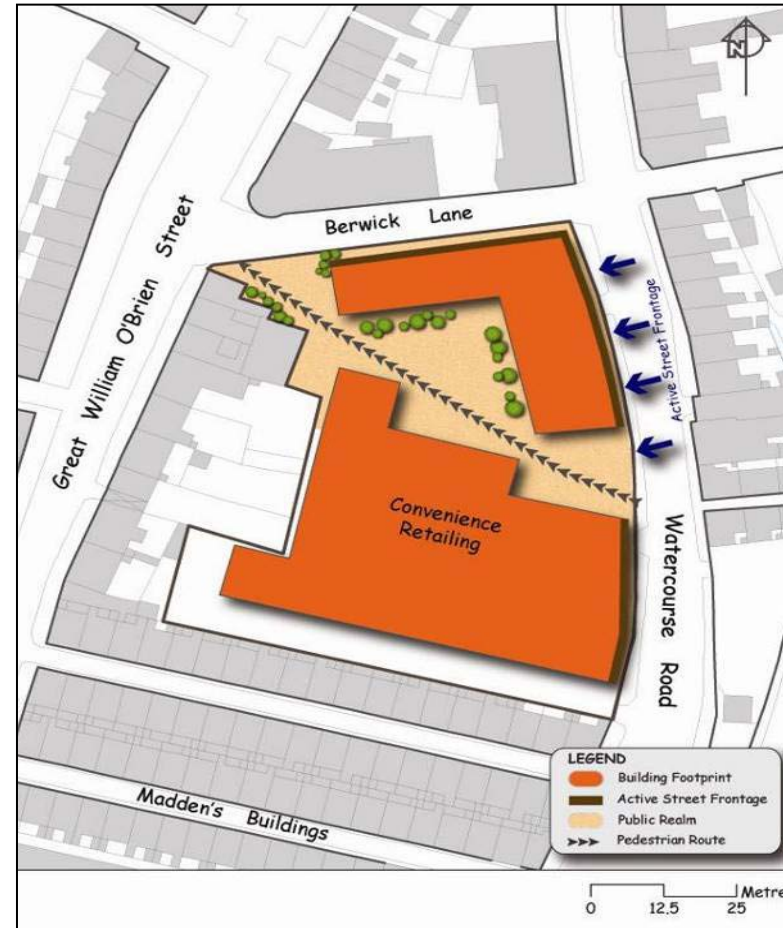 N
Berwick Lane
Great William O'Brien Street
Active Street Frontage
Convenience
Retailing
Watercourse Road
Madden's Buildings
LEGEND
Building Footprint
Active Street Frontage
Public Realm
Pedestrian Route
Metre
0 12.5 25